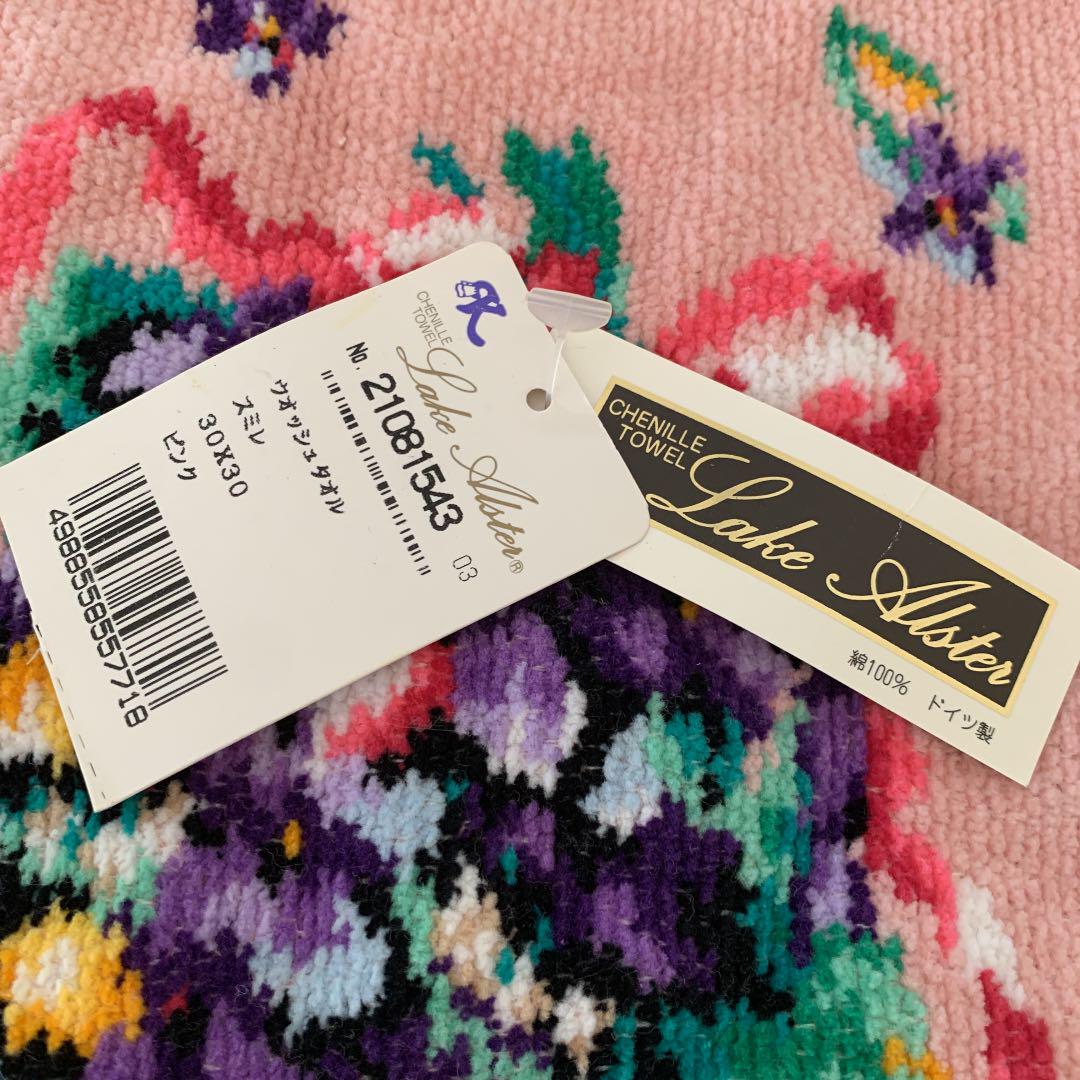 CHENILLE
TOWEL
Lake Alster®
No. 21081543
03
ウオッシュタオル
スミレ
30X30
ピンク
4988558557718
CHENILLE
TOWEL
Lake Alster
綿100% ドイツ製